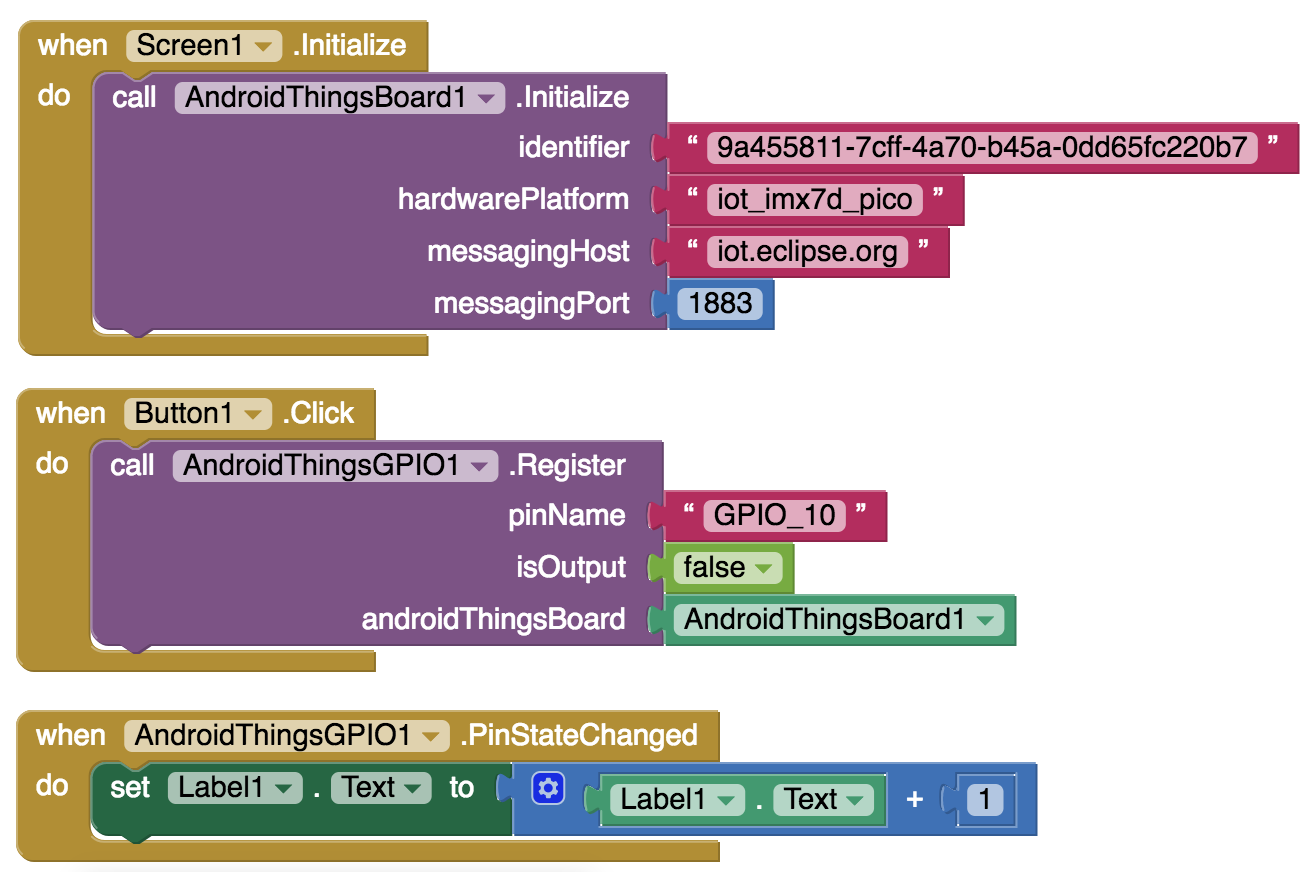 when Screen1 .Initialize
do call AndroidThingsBoard1 .Initialize
identifier “ 9a455811-7cff-4a70-b45a-0dd65fc220b7 ”
hardwarePlatform “ iot_imx7d_pico ”
messagingHost “ iot.eclipse.org ”
messagingPort 1883
when Button1 .Click
do call AndroidThingsGPIO1 .Register
pinName “ GPIO_10 ”
isOutput false
androidThingsBoard AndroidThingsBoard1
when AndroidThingsGPIO1 .PinStateChanged
do set Label1 . Text to Label1 . Text + 1